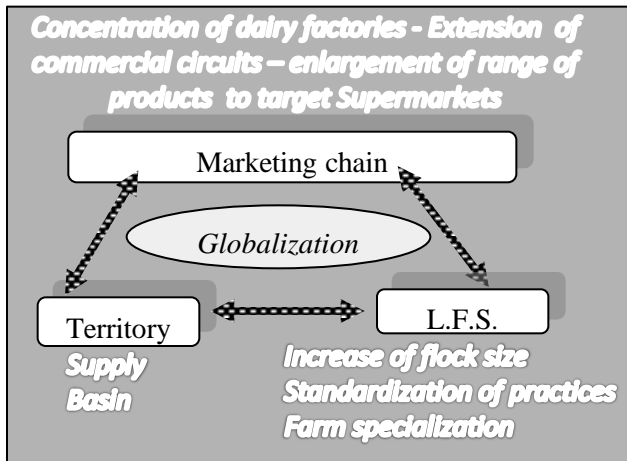 Concentration of dairy factories - Extension of
commercial circuits – enlargement of range of
products to target Supermarkets
Marketing chain
Globalization
Territory
L.F.S.
Supply
Basin
Increase of flock size
Standardization of practices
Farm specialization